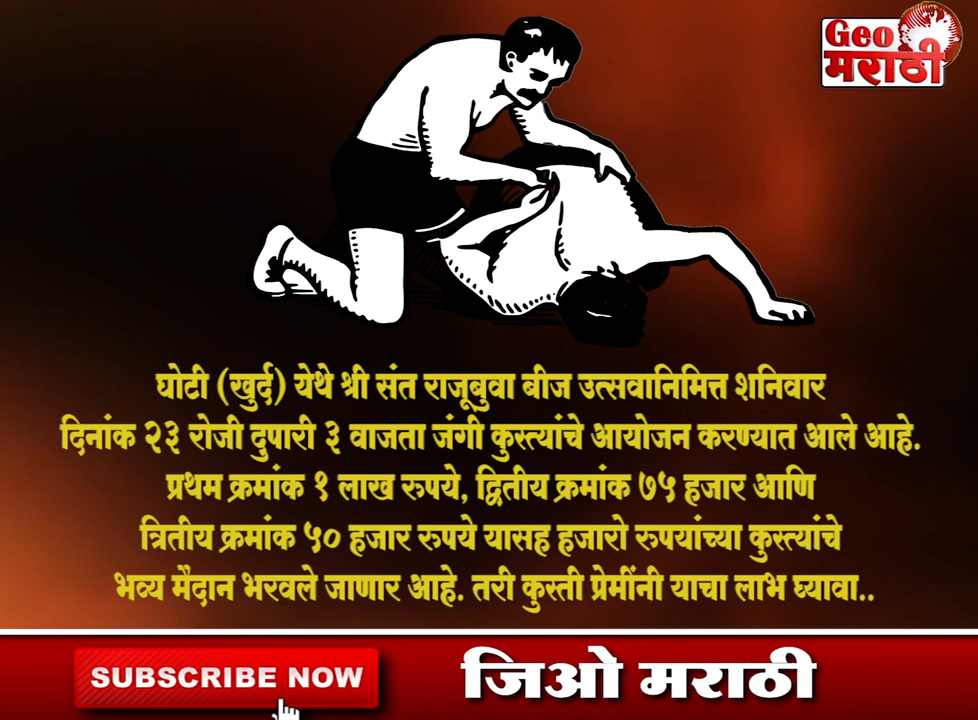 Geo
मराठी
घोटी (खुर्द) येथे श्री संत राजूबुवा बीज उत्सवानिमित्त शनिवार
दिनांक २३ रोजी दुपारी ३ वाजता जंगी कुस्त्यांचे आयोजन करण्यात आले आहे.
प्रथम क्रमांक १ लाख रुपये, द्वितीय क्रमांक ७५ हजार आणि
त्रितीय क्रमांक ५० हजार रुपये यासह हजारो रुपयांच्या कुस्त्यांचे
भव्य मैदान भरवले जाणार आहे. तरी कुस्ती प्रेमींनी याचा लाभ घ्यावा..
SUBSCRIBE NOW
जिओ मराठी